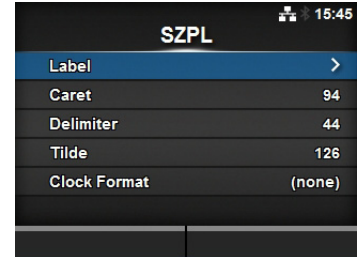 15:45
SZPL
Label >
Caret 94
Delimiter 44
Tilde 126
Clock Format (none)